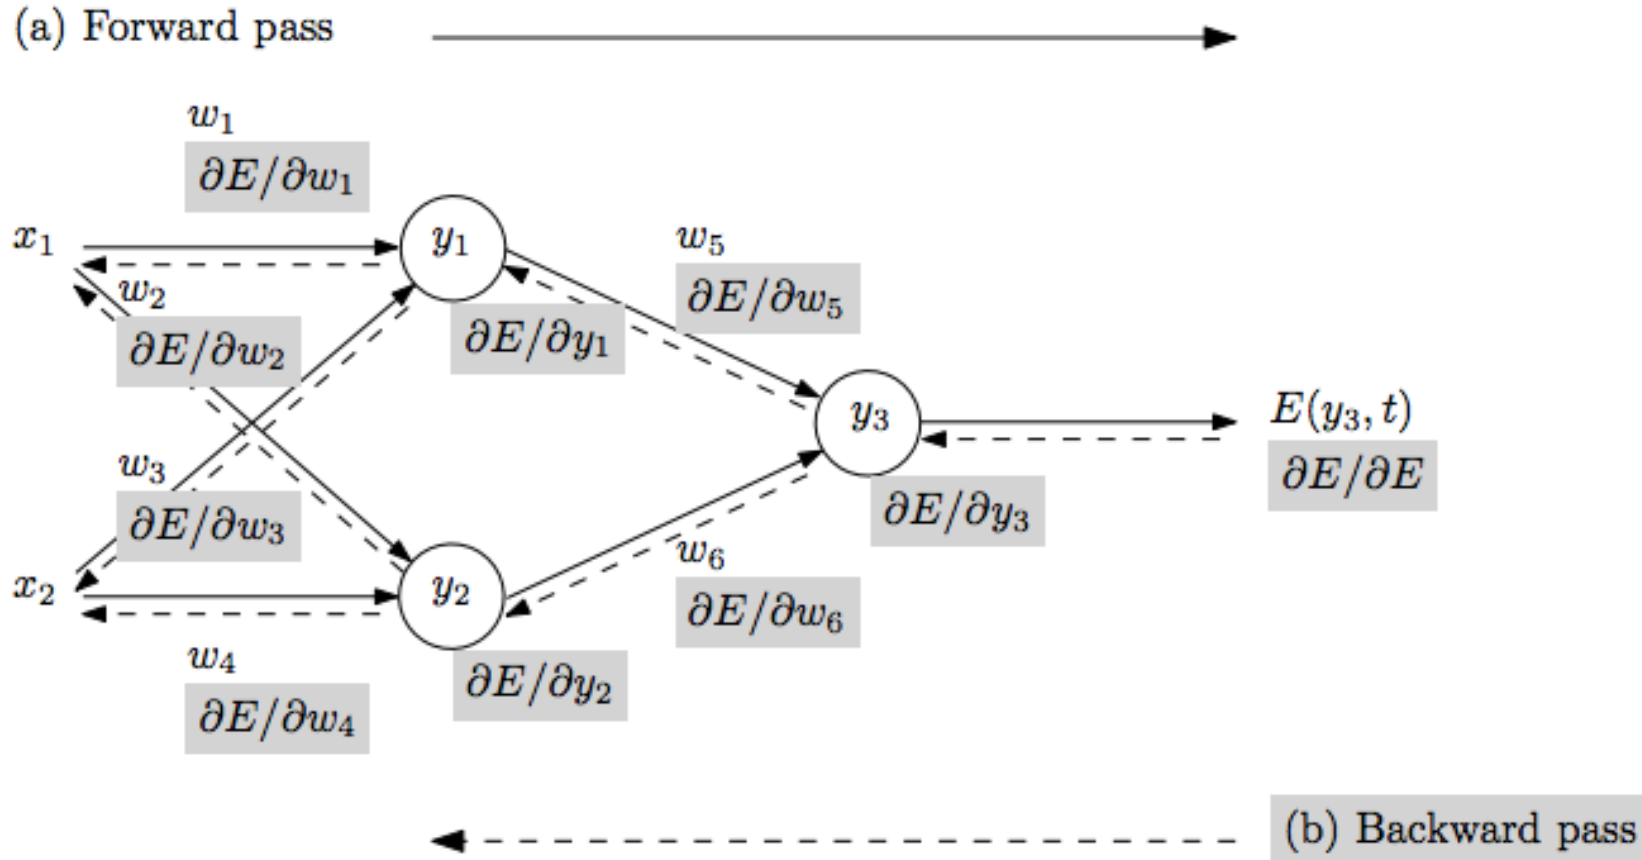 (a) Forward pass
w₁
∂E/∂w₁
x₁
y₁
w₅
∂E/∂w₅
w₂
∂E/∂w₂
∂E/∂y₁
y₃
E(y₃, t)
∂E/∂E
w₃
∂E/∂w₃
∂E/∂y₃
x₂
y₂
w₆
∂E/∂w₆
w₄
∂E/∂w₄
∂E/∂y₂
(b) Backward pass